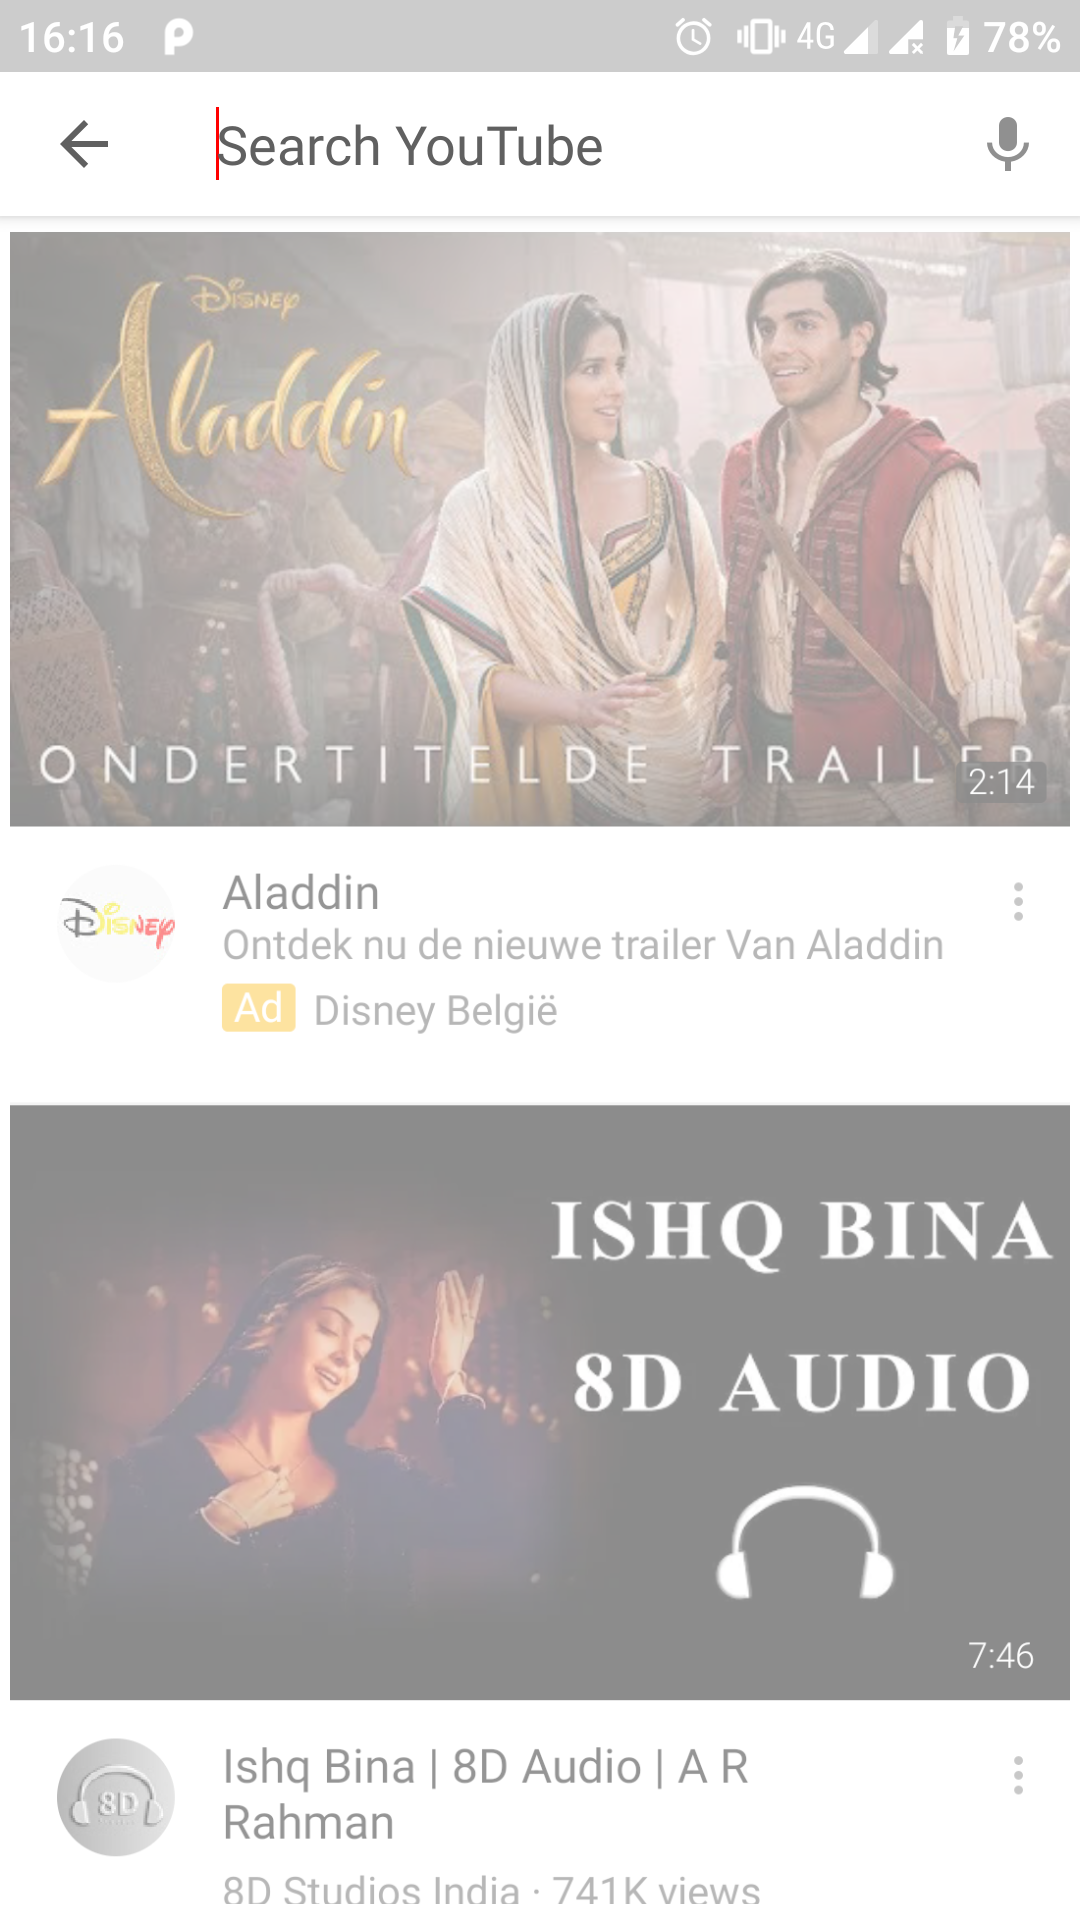 16:16 4G 78%
Search YouTube
Disney
Aladdin
ONDERTITELDE TRAILER
2:14
Disney
Aladdin
Ontdek nu de nieuwe trailer Van Aladdin
Ad Disney België
ISHQ BINA
8D AUDIO
7:46
8D
Ishq Bina | 8D Audio | A R
Rahman
8D Studios India · 741K views